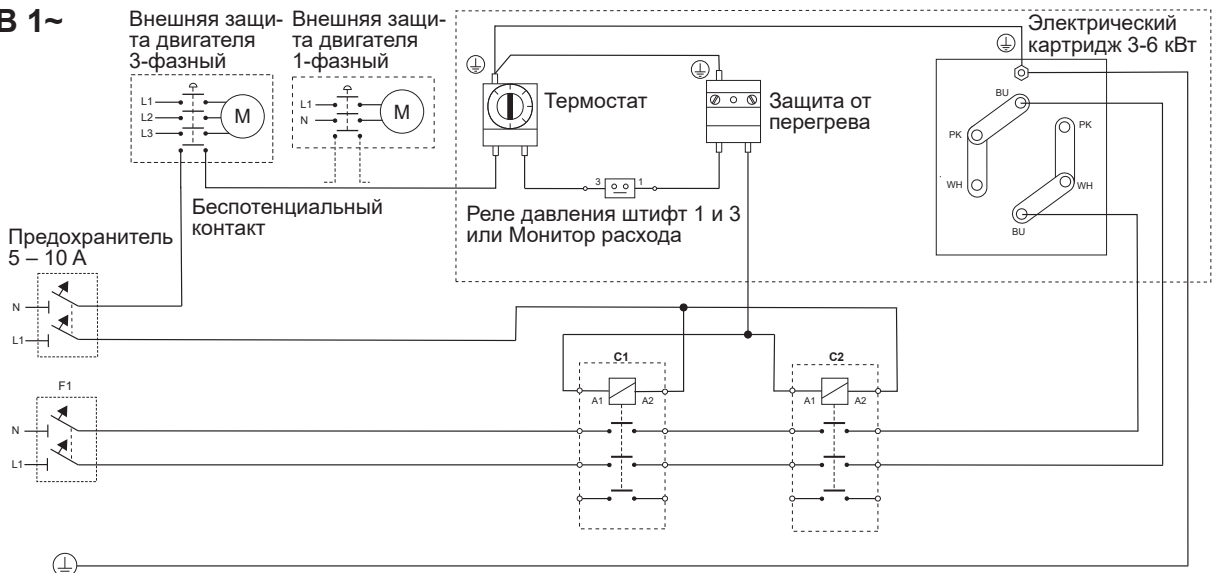 В 1~
Внешняя защи-
та двигателя
3-фазный
Внешняя защи-
та двигателя
1-фазный
Электрический
картридж 3-6 кВт
L1
L2
L3
M
L1
N
M
Термостат
Защита от
перегрева
BU
PK
PK
WH
WH
BU
3
1
Беспотенциальный
контакт
Реле давления штифт 1 и 3
или Монитор расхода
Предохранитель
5 – 10 A
N
L1
C1
C2
A1
A2
A1
A2
F1
N
L1